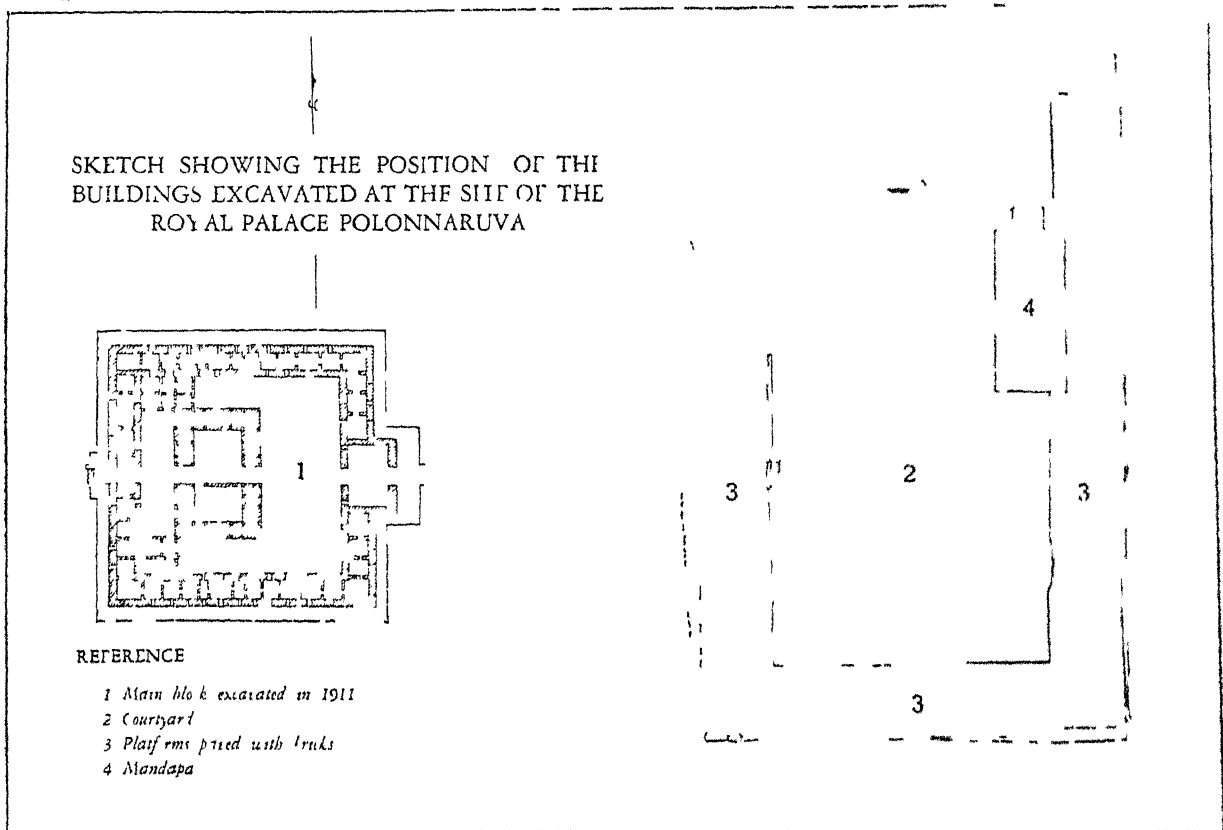 SKETCH SHOWING THE POSITION OF THE
BUILDINGS EXCAVATED AT THE SITE OF THE
ROYAL PALACE POLONNARUVA
1
4
1
2
3
3
3
REFERENCE
1 Main block excavated in 1911
2 Courtyard
3 Platforms paved with bricks
4 Mandapa